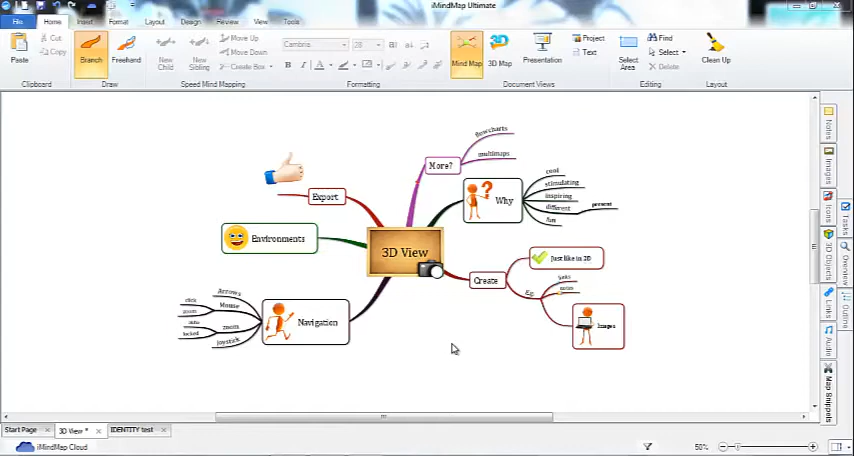 iMindMap Ultimate
File Home Insert Format Layout Design Review View Tools
Paste
Cut
Copy
Clipboard
Branch
Freehand
Draw
New Child
New Sibling
Move Up
Move Down
Create Box
Speed Mind Mapping
Cambria 28
B I A
Formatting
Mind Map
3D Map
Presentation
Project
Text
Document Views
Select Area
Find
Select
Delete
Editing
Clean Up
Layout
More?
flowcharts
multimaps
Why
cool
stimulating
inspiring
different
present
fun
Export
Environments
3D View
Create
Just like in 2D
E.g.
links
notes
Images
Navigation
Arrows
Mouse
click
zoom
joystick
locked
Notes
Images
Icons
3D Objects
Links
Audio
Map Snippets
Tasks
Overview
Outline
Start Page 3D View * IDENTITY test
iMindMap Cloud
50%